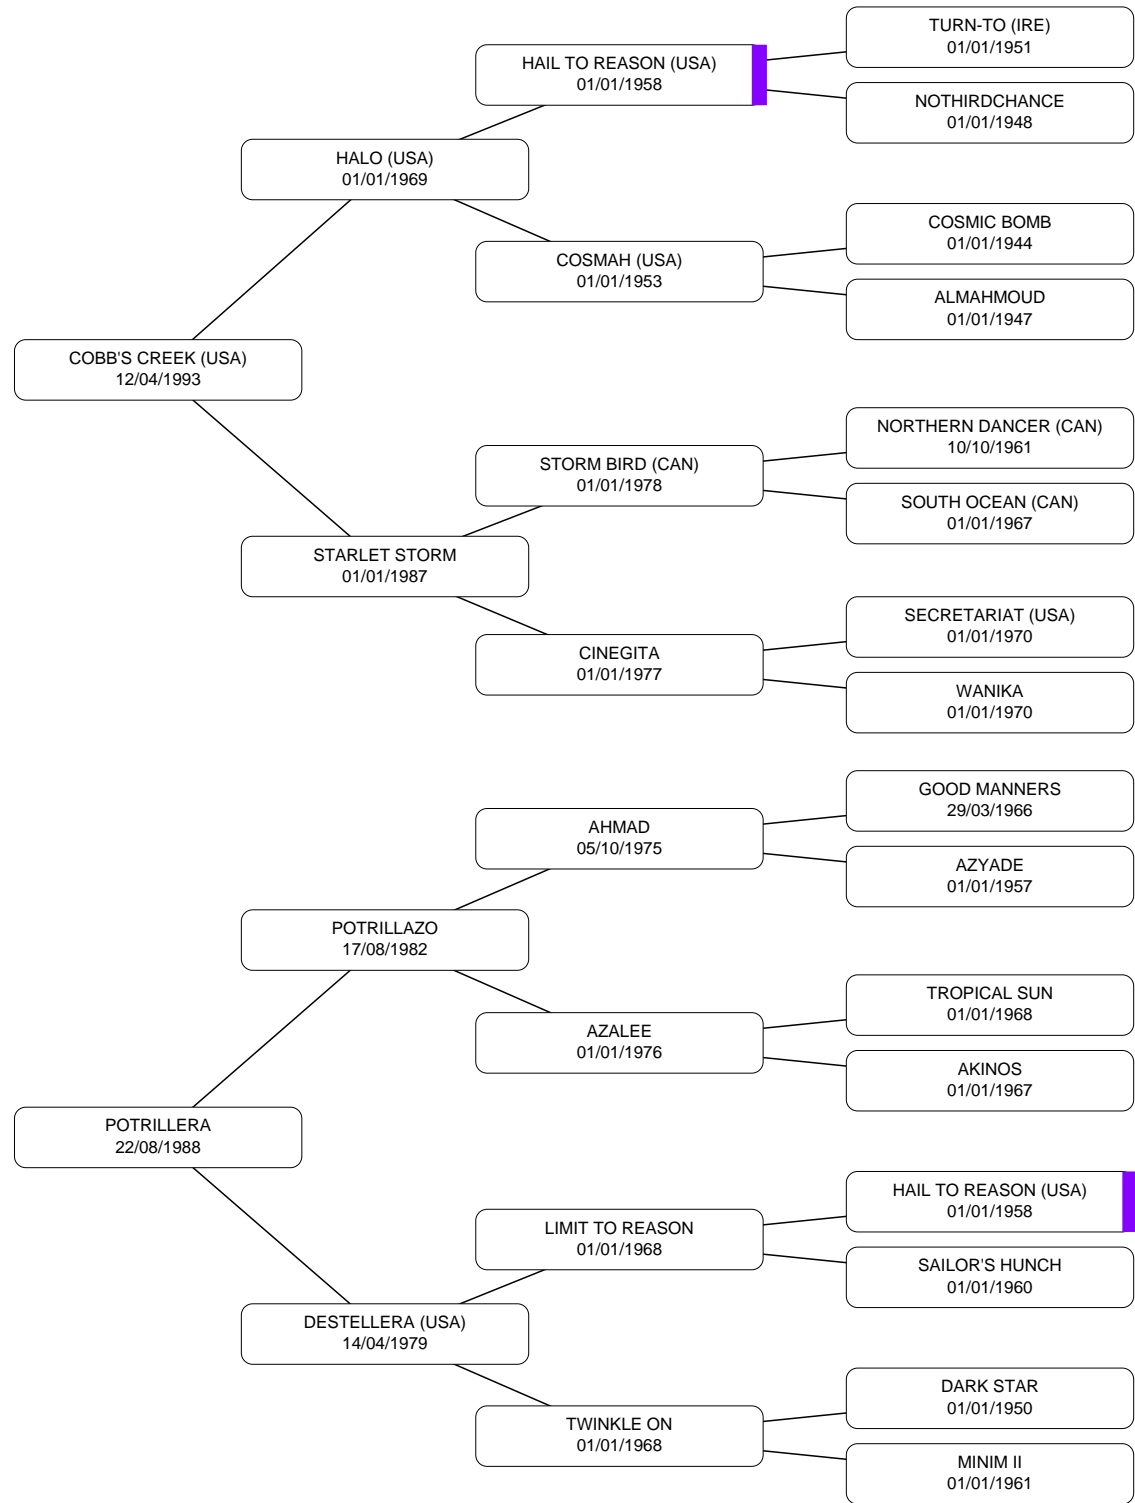 TURN-TO (IRE)
01/01/1951
HAIL TO REASON (USA)
01/01/1958
NOTHIRDCHANCE
01/01/1948
HALO (USA)
01/01/1969
COSMIC BOMB
01/01/1944
COSMAH (USA)
01/01/1953
ALMAHMOUD
01/01/1947
COBB'S CREEK (USA)
12/04/1993
NORTHERN DANCER (CAN)
10/10/1961
STORM BIRD (CAN)
01/01/1978
SOUTH OCEAN (CAN)
01/01/1967
STARLET STORM
01/01/1987
SECRETARIAT (USA)
01/01/1970
CINEGITA
01/01/1977
WANIKA
01/01/1970
GOOD MANNERS
29/03/1966
AHMAD
05/10/1975
AZYADE
01/01/1957
POTRILLAZO
17/08/1982
TROPICAL SUN
01/01/1968
AZALEE
01/01/1976
AKINOS
01/01/1967
POTRILLERA
22/08/1988
HAIL TO REASON (USA)
01/01/1958
LIMIT TO REASON
01/01/1968
SAILOR'S HUNCH
01/01/1960
DESTELLERA (USA)
14/04/1979
DARK STAR
01/01/1950
TWINKLE ON
01/01/1968
MINIM II
01/01/1961